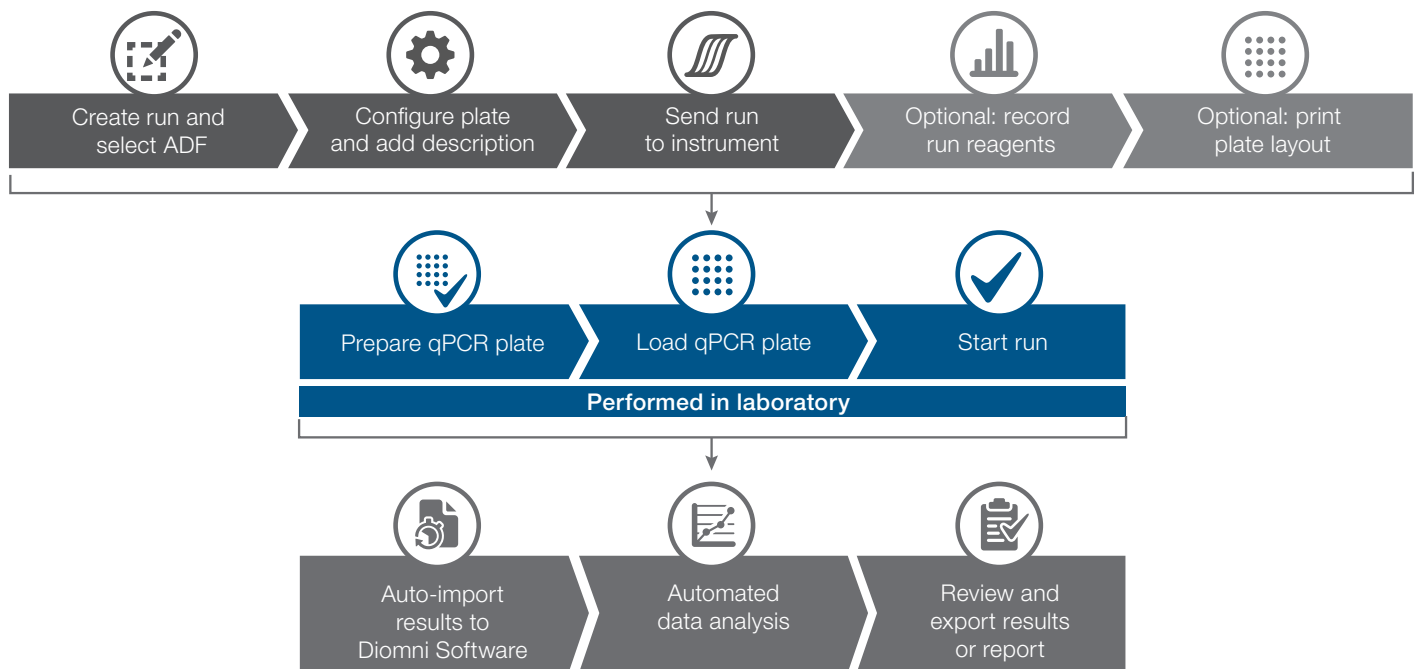 Create run and
select ADF
Configure plate
and add description
Send run
to instrument
Optional: record
run reagents
Optional: print
plate layout
Prepare qPCR plate
Load qPCR plate
Start run
Performed in laboratory
Auto-import
results to
Diomni Software
Automated
data analysis
Review and
export results
or report